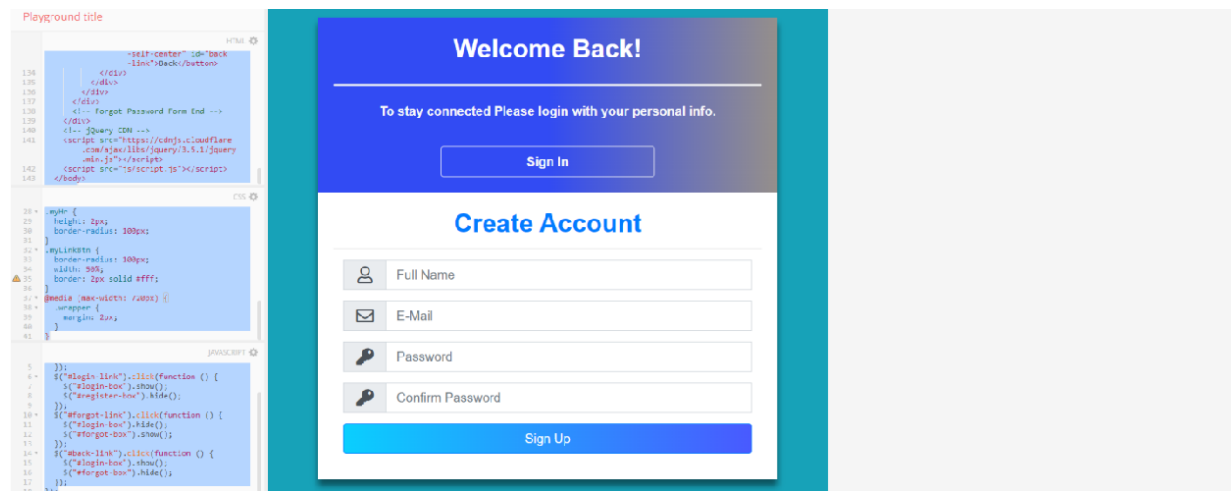 Playground title
HTML
-self-center" id="back
-link">Back</button>
134 </div>
135 </div>
136 </div>
137 </div>
138 <!-- Forgot Password Form End -->
139 </div>
140 <!-- jQuery CDN -->
141 <script src="https://cdnjs.cloudflare
.com/ajax/libs/jquery/3.5.1/jquery
.min.js"></script>
142 <script src="js/script.js"></script>
143 </body>
CSS
28 .myHr {
29 height: 2px;
30 border-radius: 100px;
31 }
32 .myLinkBtn {
33 border-radius: 100px;
34 width: 50%;
35 border: 2px solid #fff;
36 }
37 @media (max-width: 720px) {
38 .wrapper {
39 margin: 2px;
40 }
41 }
JAVASCRIPT
5 });
6 $("#login-link").click(function () {
7 $("#login-box").show();
8 $("#register-box").hide();
9 });
10 $("#forgot-link").click(function () {
11 $("#login-box").hide();
12 $("#forgot-box").show();
13 });
14 $("#back-link").click(function () {
15 $("#login-box").show();
16 $("#forgot-box").hide();
17 });
Welcome Back!
To stay connected Please login with your personal info.
Sign In
Create Account
Full Name
E-Mail
Password
Confirm Password
Sign Up